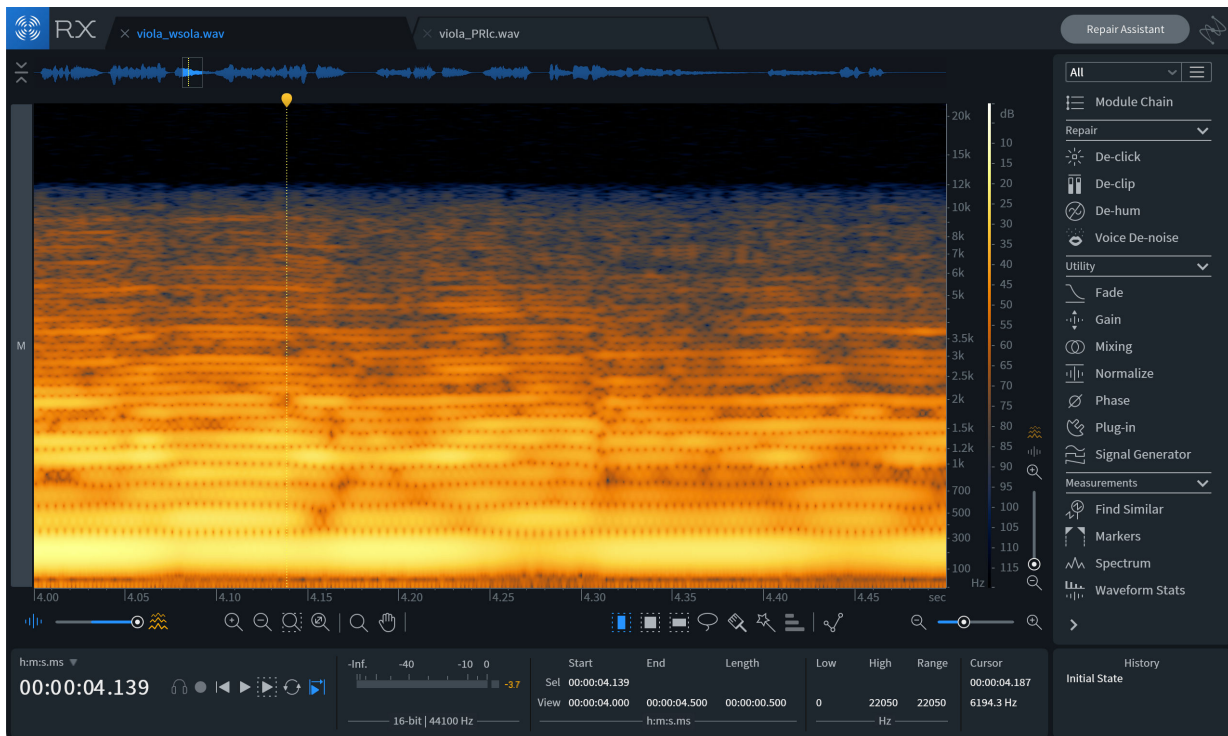 RX
viola_wsola.wav
viola_PRIc.wav
Repair Assistant
All
Module Chain
Repair
De-click
De-clip
De-hum
Voice De-noise
Utility
Fade
Gain
Mixing
Normalize
Phase
Plug-in
Signal Generator
Measurements
Find Similar
Markers
Spectrum
Waveform Stats
M
20k
15k
12k
10k
8k
7k
6k
5k
3.5k
3k
2.5k
2k
1.5k
1.2k
1k
700
500
300
100
Hz
dB
10
15
20
25
30
35
40
45
50
55
60
65
70
75
80
85
90
95
100
105
110
115
4.00 4.05 4.10 4.15 4.20 4.25 4.30 4.35 4.40 4.45 sec
h:m:s.ms
00:00:04.139
-Inf. -40 -10 0
-3.7
16-bit | 44100 Hz
Start End Length Low High Range Cursor
Sel 00:00:04.139 00:00:04.187
View 00:00:04.000 00:00:04.500 00:00:00.500 0 22050 22050 6194.3 Hz
h:m:s.ms Hz
History
Initial State